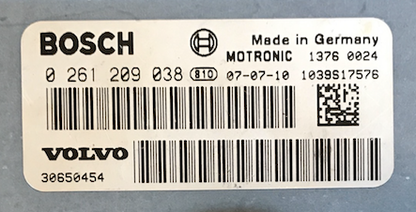 BOSCH Made in Germany
MOTRONIC 1376 0024
0 261 209 038 810 07-07-10 1039S17576
VOLVO
30650454